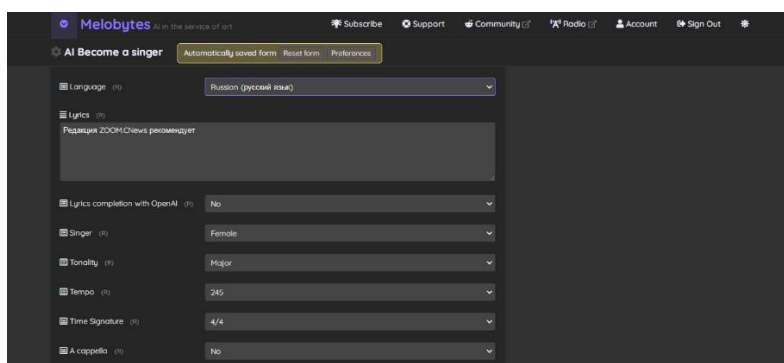 Melobytes AI in the service of art Subscribe Support Community Radio Account Sign Out
AI Become a singer Automatically saved form Reset form Preferences
Language (R) Russian (русский язык)
Lyrics (R)
Редакция ZOOM.CNews рекомендует
Lyrics completion with OpenAI (R) No
Singer (R) Female
Tonality (R) Major
Tempo (R) 245
Time Signature (R) 4/4
A cappella (R) No